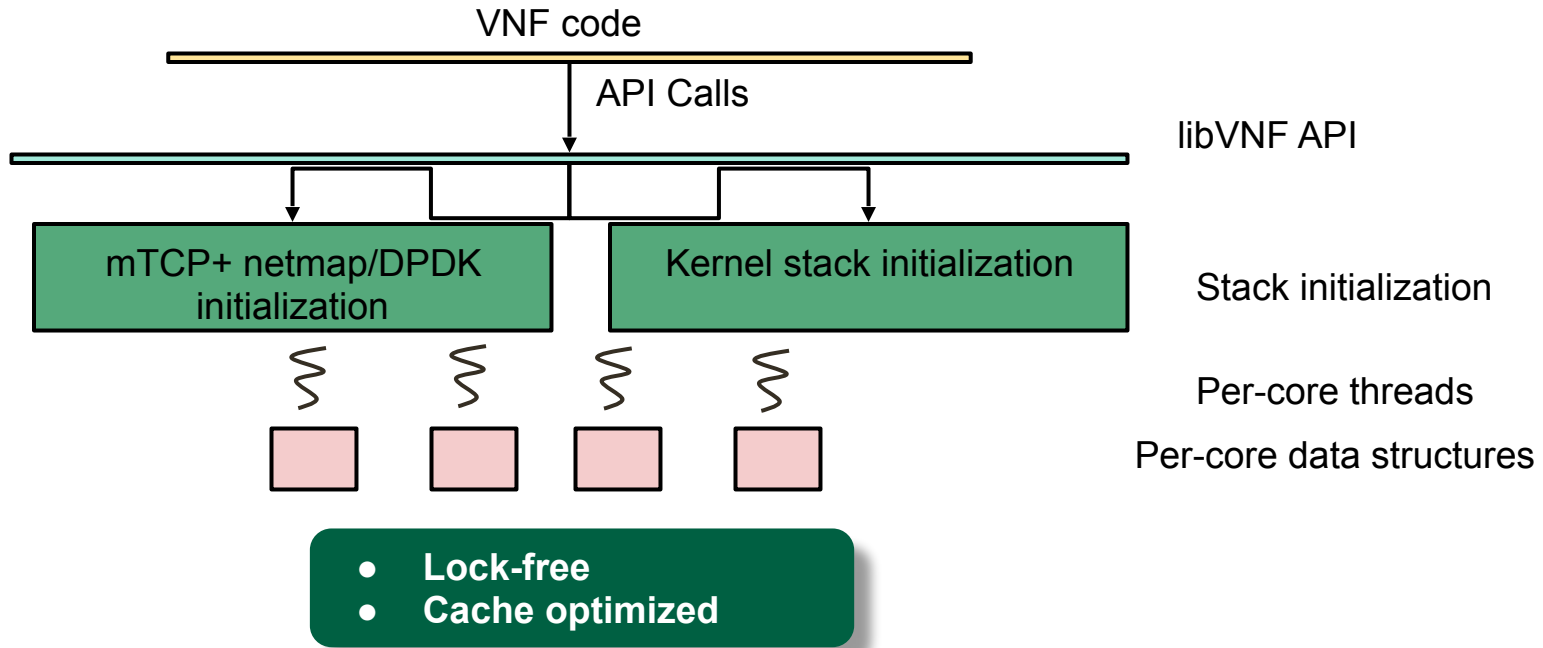 VNF code
API Calls
libVNF API
mTCP+ netmap/DPDK
initialization
Kernel stack initialization
Stack initialization
Per-core threads
Per-core data structures
● Lock-free
● Cache optimized